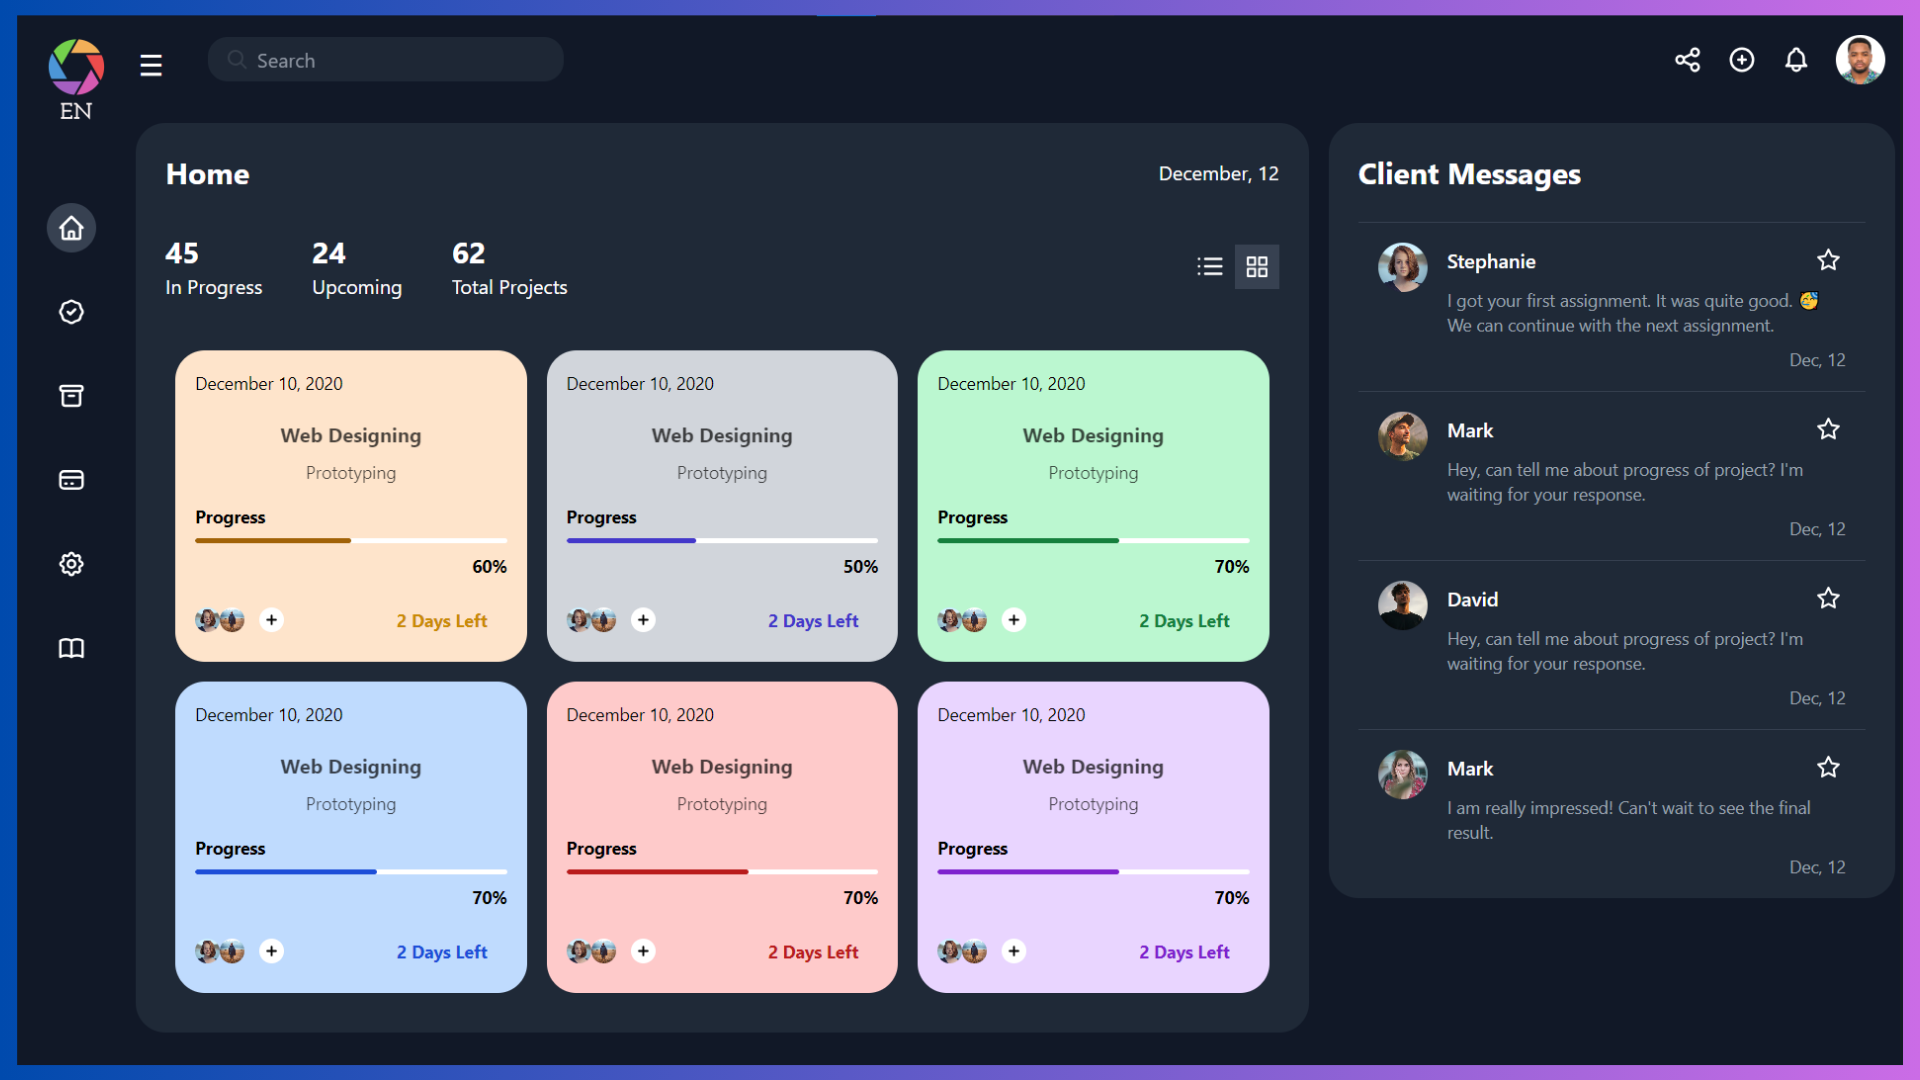 EN
Search
Home
December, 12
45
In Progress
24
Upcoming
62
Total Projects
December 10, 2020
Web Designing
Prototyping
Progress
60%
2 Days Left
December 10, 2020
Web Designing
Prototyping
Progress
50%
2 Days Left
December 10, 2020
Web Designing
Prototyping
Progress
70%
2 Days Left
December 10, 2020
Web Designing
Prototyping
Progress
70%
2 Days Left
December 10, 2020
Web Designing
Prototyping
Progress
70%
2 Days Left
December 10, 2020
Web Designing
Prototyping
Progress
70%
2 Days Left
Client Messages
Stephanie
I got your first assignment. It was quite good. 🥳
We can continue with the next assignment.
Dec, 12
Mark
Hey, can tell me about progress of project? I'm
waiting for your response.
Dec, 12
David
Hey, can tell me about progress of project? I'm
waiting for your response.
Dec, 12
Mark
I am really impressed! Can't wait to see the final
result.
Dec, 12